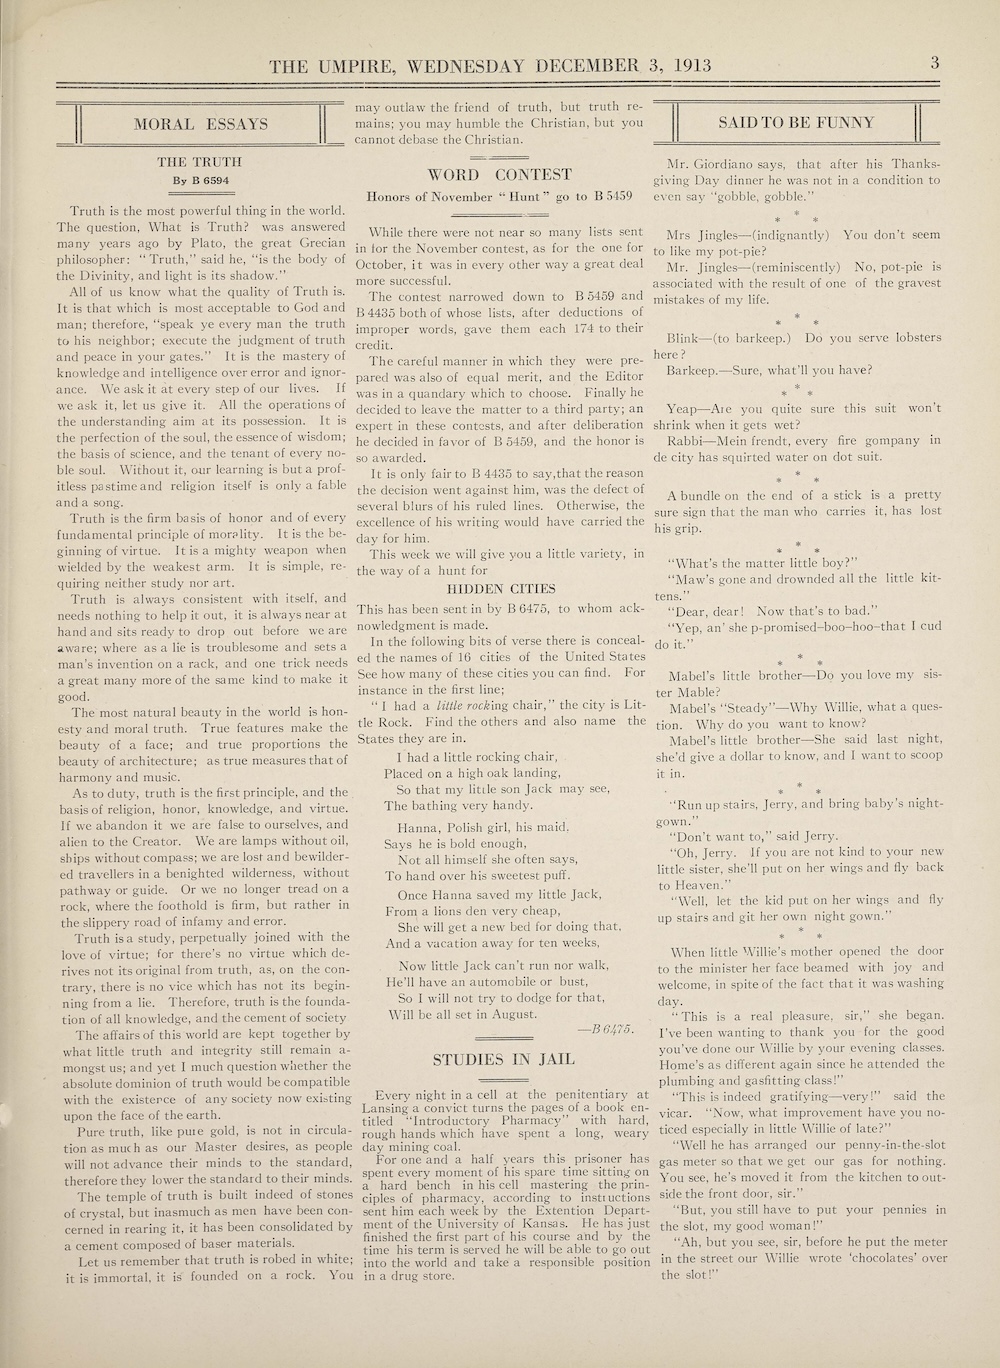 THE UMPIRE, WEDNESDAY DECEMBER 3, 1913
3
MORAL ESSAYS
THE TRUTH
By B 6594
Truth is the most powerful thing in the world.
The question, What is Truth? was answered
many years ago by Plato, the great Grecian
philosopher: "Truth," said he, "is the body of
the Divinity, and light is its shadow."
All of us know what the quality of Truth is.
It is that which is most acceptable to God and
man; therefore, "speak ye every man the truth
to his neighbor; execute the judgment of truth
and peace in your gates." It is the mastery of
knowledge and intelligence over error and ignor-
ance. We ask it at every step of our lives. If
we ask it, let us give it. All the operations of
the understanding aim at its possession. It is
the perfection of the soul, the essence of wisdom;
the basis of science, and the tenant of every no-
ble soul. Without it, our learning is but a prof-
itless pastime and religion itself is only a fable
and a song.
Truth is the firm basis of honor and of every
fundamental principle of morality. It is the be-
ginning of virtue. It is a mighty weapon when
wielded by the weakest arm. It is simple, re-
quiring neither study nor art.
Truth is always consistent with itself, and
needs nothing to help it out, it is always near at
hand and sits ready to drop out before we are
aware; where as a lie is troublesome and sets a
man's invention on a rack, and one trick needs
a great many more of the same kind to make it
good.
The most natural beauty in the world is hon-
esty and moral truth. True features make the
beauty of a face; and true proportions the
beauty of architecture; as true measures that of
harmony and music.
As to duty, truth is the first principle, and the
basis of religion, honor, knowledge, and virtue.
If we abandon it we are false to ourselves, and
alien to the Creator. We are lamps without oil,
ships without compass; we are lost and bewilder-
ed travellers in a benighted wilderness, without
pathway or guide. Or we no longer tread on a
rock, where the foothold is firm, but rather in
the slippery road of infamy and error.
Truth is a study, perpetually joined with the
love of virtue; for there's no virtue which de-
rives not its original from truth, as, on the con-
trary, there is no vice which has not its begin-
ning from a lie. Therefore, truth is the founda-
tion of all knowledge, and the cement of society
The affairs of this world are kept together by
what little truth and integrity still remain a-
mongst us; and yet I much question whether the
absolute dominion of truth would be compatible
with the existence of any society now existing
upon the face of the earth.
Pure truth, like pure gold, is not in circula-
tion as much as our Master desires, as people
will not advance their minds to the standard,
therefore they lower the standard to their minds.
The temple of truth is built indeed of stones
of crystal, but inasmuch as men have been con-
cerned in rearing it, it has been consolidated by
a cement composed of baser materials.
Let us remember that truth is robed in white;
it is immortal, it is founded on a rock. You
may outlaw the friend of truth, but truth re-
mains; you may humble the Christian, but you
cannot debase the Christian.
WORD CONTEST
Honors of November "Hunt" go to B 5459
While there were not near so many lists sent
in for the November contest, as for the one for
October, it was in every other way a great deal
more successful.
The contest narrowed down to B 5459 and
B 4435 both of whose lists, after deductions of
improper words, gave them each 174 to their
credit.
The careful manner in which they were pre-
pared was also of equal merit, and the Editor
was in a quandary which to choose. Finally he
decided to leave the matter to a third party; an
expert in these contests, and after deliberation
he decided in favor of B 5459, and the honor is
so awarded.
It is only fair to B 4435 to say, that the reason
the decision went against him, was the defect of
several blurs of his ruled lines. Otherwise, the
excellence of his writing would have carried the
day for him.
This week we will give you a little variety, in
the way of a hunt for
HIDDEN CITIES
This has been sent in by B 6475, to whom ack-
nowledgment is made.
In the following bits of verse there is conceal-
ed the names of 16 cities of the United States
See how many of these cities you can find. For
instance in the first line;
"I had a little rocking chair," the city is Lit-
tle Rock. Find the others and also name the
States they are in.
I had a little rocking chair,
Placed on a high oak landing,
So that my little son Jack may see,
The bathing very handy.
Hanna, Polish girl, his maid,
Says he is bold enough,
Not all himself she often says,
To hand over his sweetest puff.
Once Hanna saved my little Jack,
From a lions den very cheap,
She will get a new bed for doing that,
And a vacation away for ten weeks,
Now little Jack can't run nor walk,
He'll have an automobile or bust,
So I will not try to dodge for that,
Will be all set in August.
—B 6475.
STUDIES IN JAIL
Every night in a cell at the penitentiary at
Lansing a convict turns the pages of a book en-
titled "Introductory Pharmacy" with hard,
rough hands which have spent a long, weary
day mining coal.
For one and a half years this prisoner has
spent every moment of his spare time sitting on
a hard bench in his cell mastering the prin-
ciples of pharmacy, according to instructions
sent him each week by the Extention Depart-
ment of the University of Kansas. He has just
finished the first part of his course and by the
time his term is served he will be able to go out
into the world and take a responsible position
in a drug store.
SAID TO BE FUNNY
Mr. Giordiano says, that after his Thanks-
giving Day dinner he was not in a condition to
even say "gobble, gobble."
*
* *
Mrs Jingles—(indignantly) You don't seem
to like my pot-pie?
Mr. Jingles—(reminiscently) No, pot-pie is
associated with the result of one of the gravest
mistakes of my life.
*
* *
Blink—(to barkeep.) Do you serve lobsters
here?
Barkeep.—Sure, what'll you have?
*
* *
Yeap—Are you quite sure this suit won't
shrink when it gets wet?
Rabbi—Mein frendt, every fire gompany in
de city has squirted water on dot suit.
*
* *
A bundle on the end of a stick is a pretty
sure sign that the man who carries it, has lost
his grip.
*
* *
"What's the matter little boy?"
"Maw's gone and drownded all the little kit-
tens."
"Dear, dear! Now that's to bad."
"Yep, an' she p-promised-boo-hoo-that I cud
do it."
*
* *
Mabel's little brother—Do you love my sis-
ter Mable?
Mabel's "Steady"—Why Willie, what a ques-
tion. Why do you want to know?
Mabel's little brother—She said last night,
she'd give a dollar to know, and I want to scoop
it in.
*
* *
"Run up stairs, Jerry, and bring baby's night-
gown."
"Don't want to," said Jerry.
"Oh, Jerry. If you are not kind to your new
little sister, she'll put on her wings and fly back
to Heaven."
"Well, let the kid put on her wings and fly
up stairs and git her own night gown."
*
* *
When little Willie's mother opened the door
to the minister her face beamed with joy and
welcome, in spite of the fact that it was washing
day.
"This is a real pleasure, sir," she began.
I've been wanting to thank you for the good
you've done our Willie by your evening classes.
Home's as different again since he attended the
plumbing and gasfitting class!"
"This is indeed gratifying—very!" said the
vicar. "Now, what improvement have you no-
ticed especially in little Willie of late?"
"Well he has arranged our penny-in-the-slot
gas meter so that we get our gas for nothing.
You see, he's moved it from the kitchen to out-
side the front door, sir."
"But, you still have to put your pennies in
the slot, my good woman!"
"Ah, but you see, sir, before he put the meter
in the street our Willie wrote 'chocolates' over
the slot!"